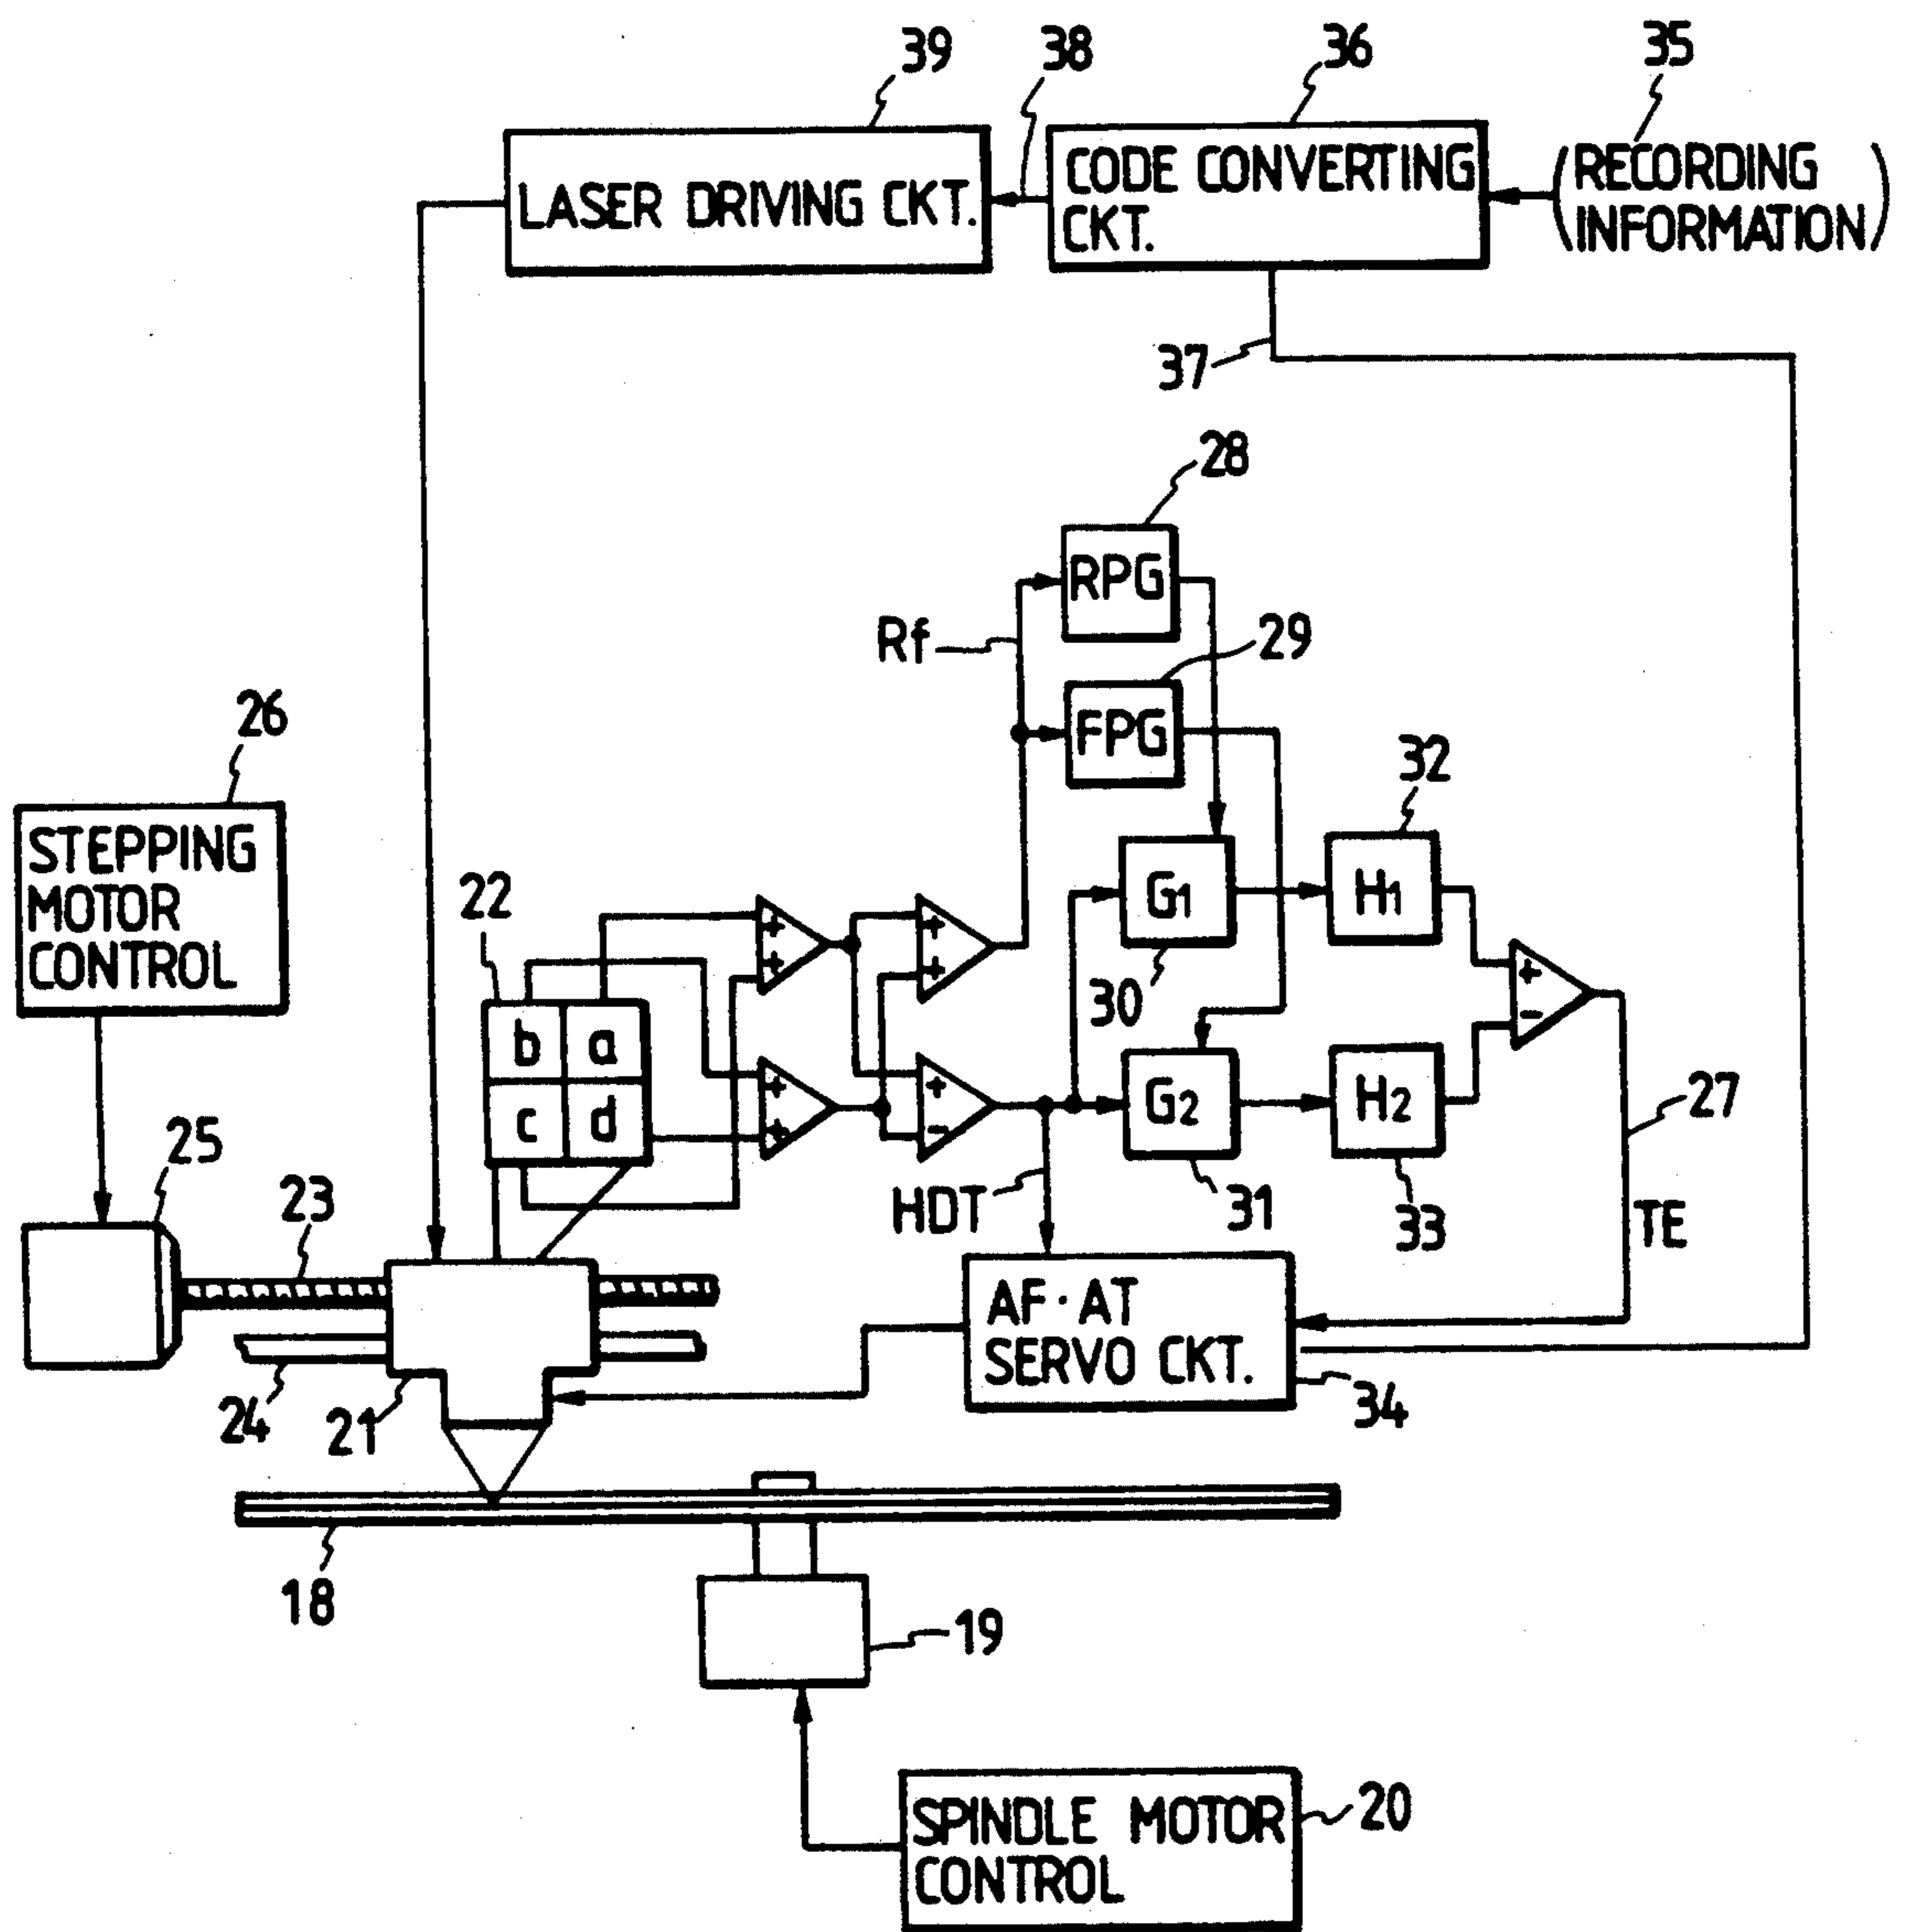 39
38
36
35
LASER DRIVING CKT.
CODE CONVERTING
CKT.
(RECORDING
INFORMATION)
37
28
RPG
Rf
29
FPG
26
32
STEPPING
MOTOR
CONTROL
22
+
+
+
+
G1
H1
30
+
-
b a
c d
+
+
+
-
G2
H2
27
25
23
HDT
31
33
TE
AF·AT
SERVO CKT.
24
21
34
18
19
20
SPINDLE MOTOR
CONTROL